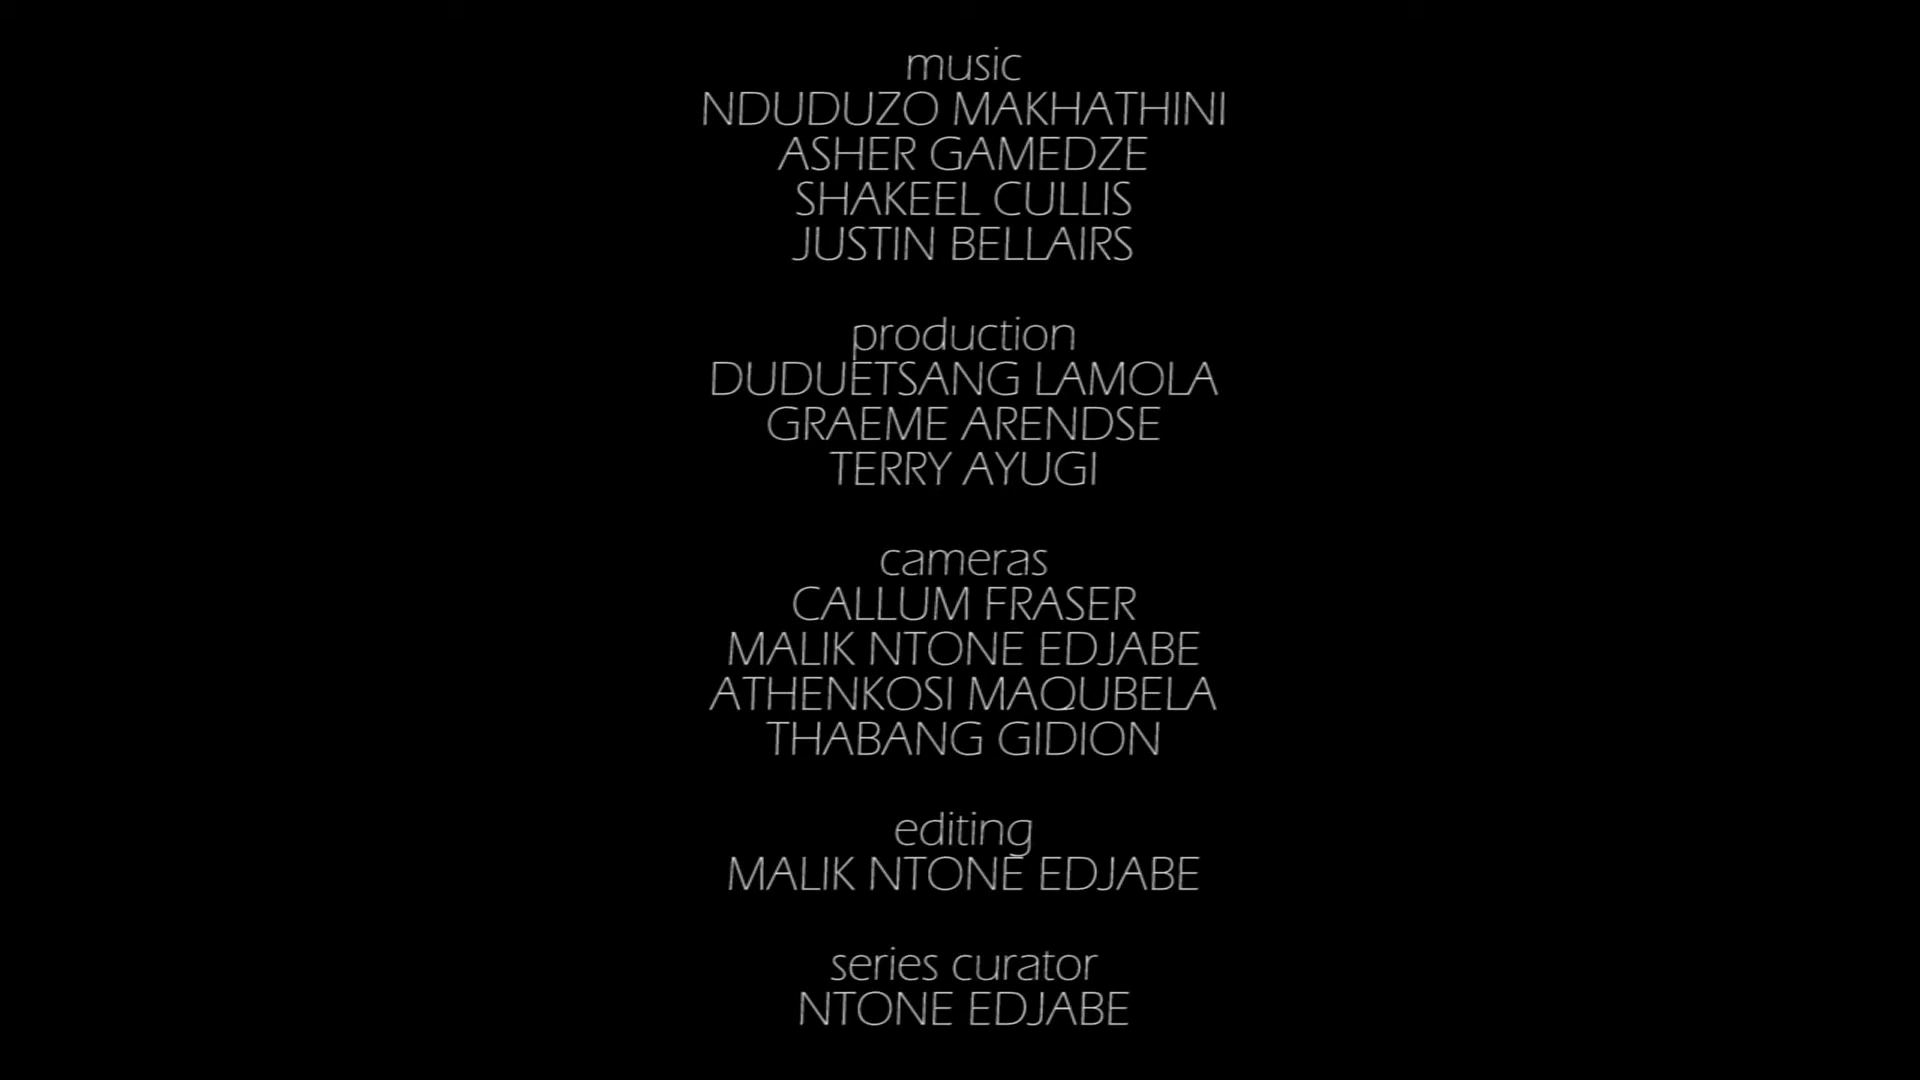 music
NDUDUZO MAKHATHINI
ASHER GAMEDZE
SHAKEEL CULLIS
JUSTIN BELLAIRS
production
DUDUETSANG LAMOLA
GRAEME ARENDSE
TERRY AYUGI
cameras
CALLUM FRASER
MALIK NTONE EDJABE
ATHENKOSI MAQUBELA
THABANG GIDION
editing
MALIK NTONE EDJABE
series curator
NTONE EDJABE